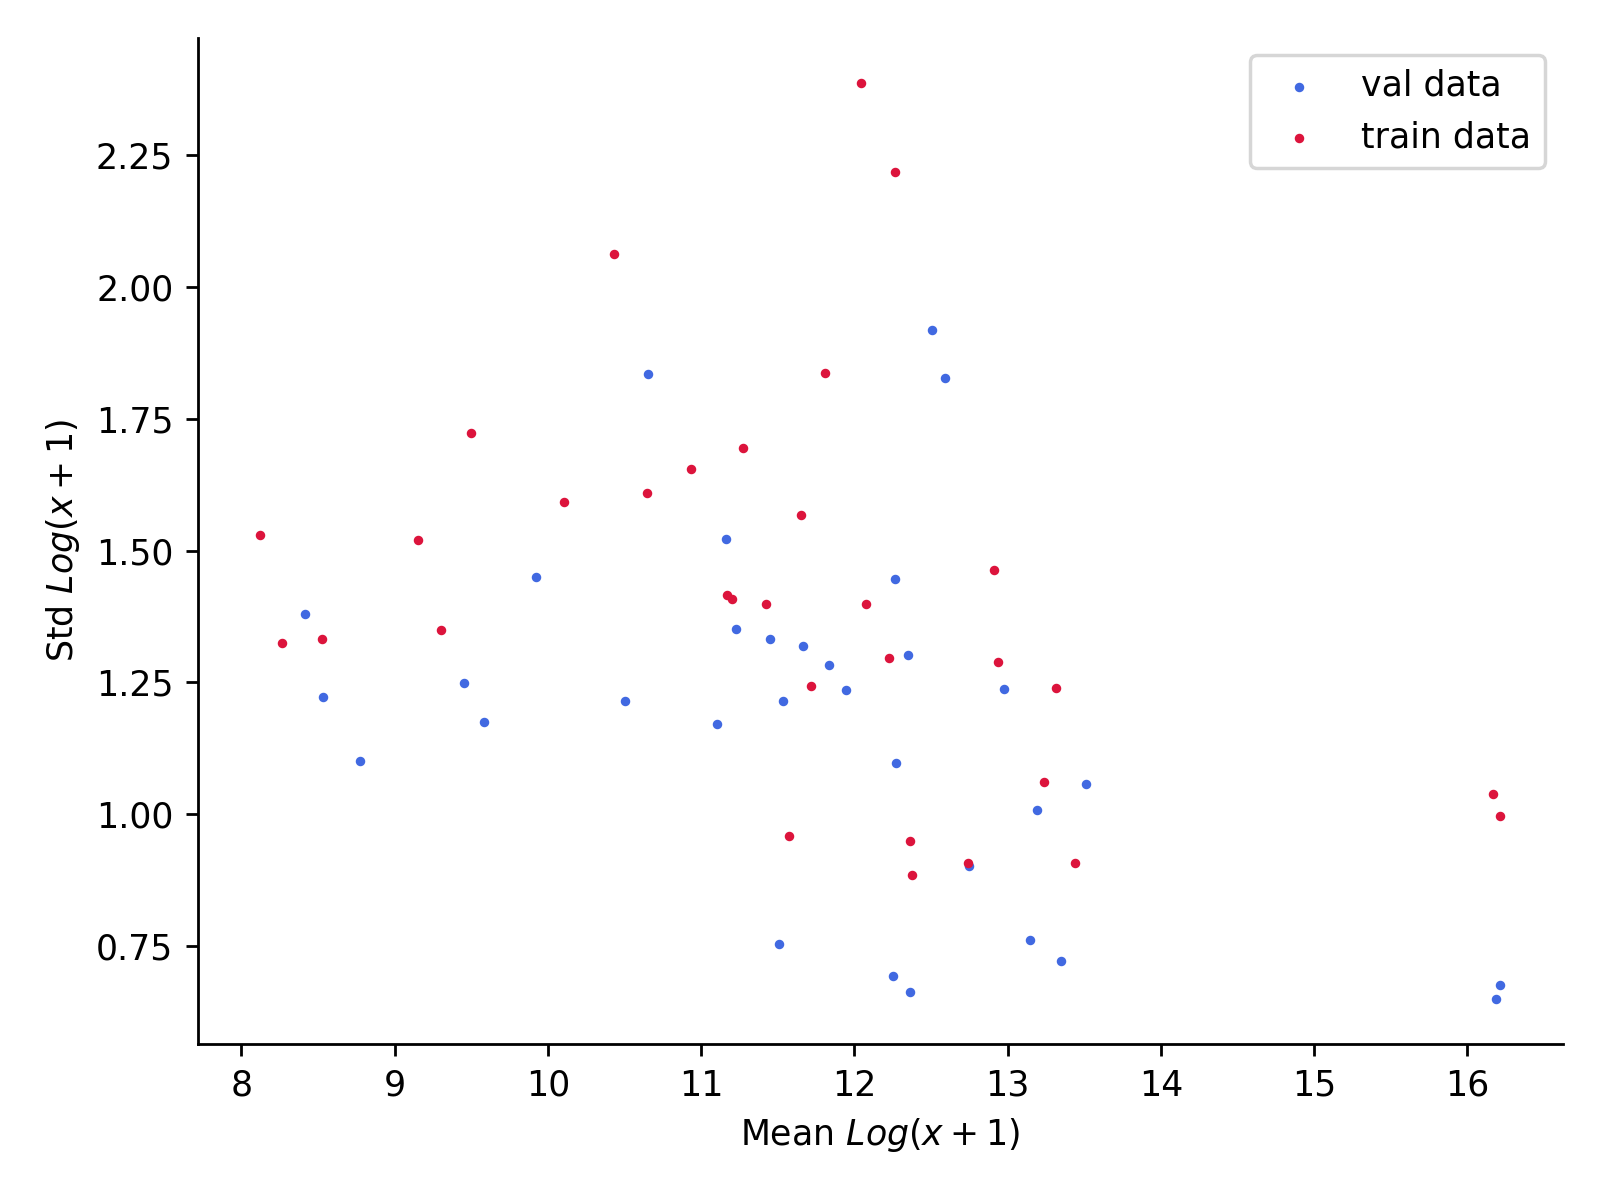 val data
train data
2.25
2.00
1.75
1.50
1.25
1.00
0.75
Std Log(x + 1)
8 9 10 11 12 13 14 15 16
Mean Log(x + 1)